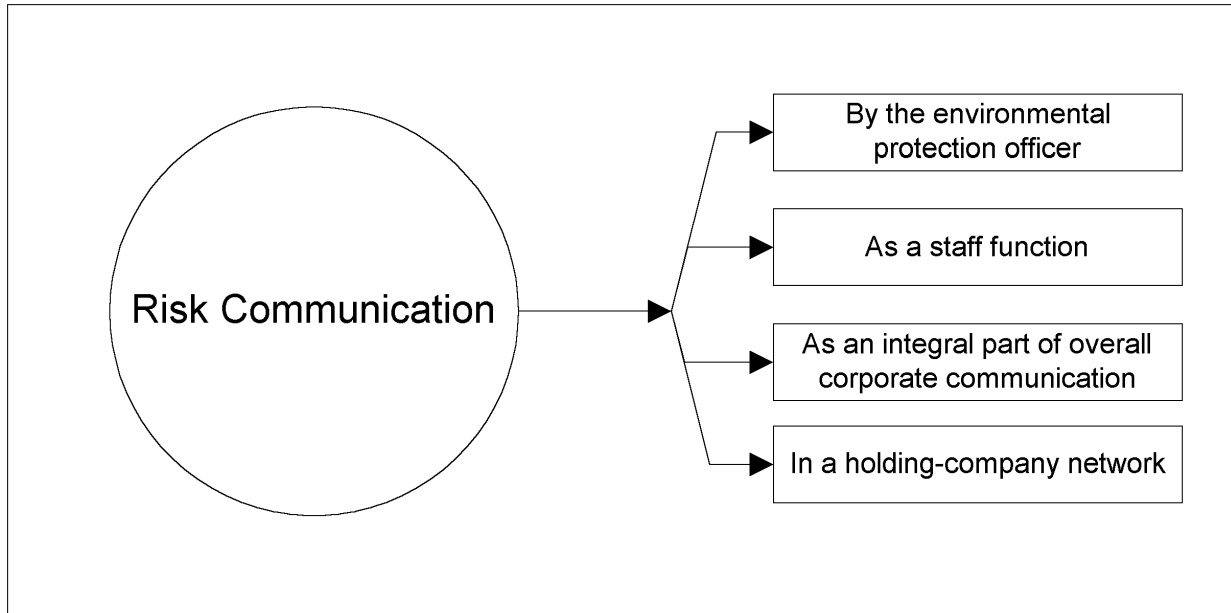 Risk Communication
By the environmental
protection officer
As a staff function
As an integral part of overall
corporate communication
In a holding-company network